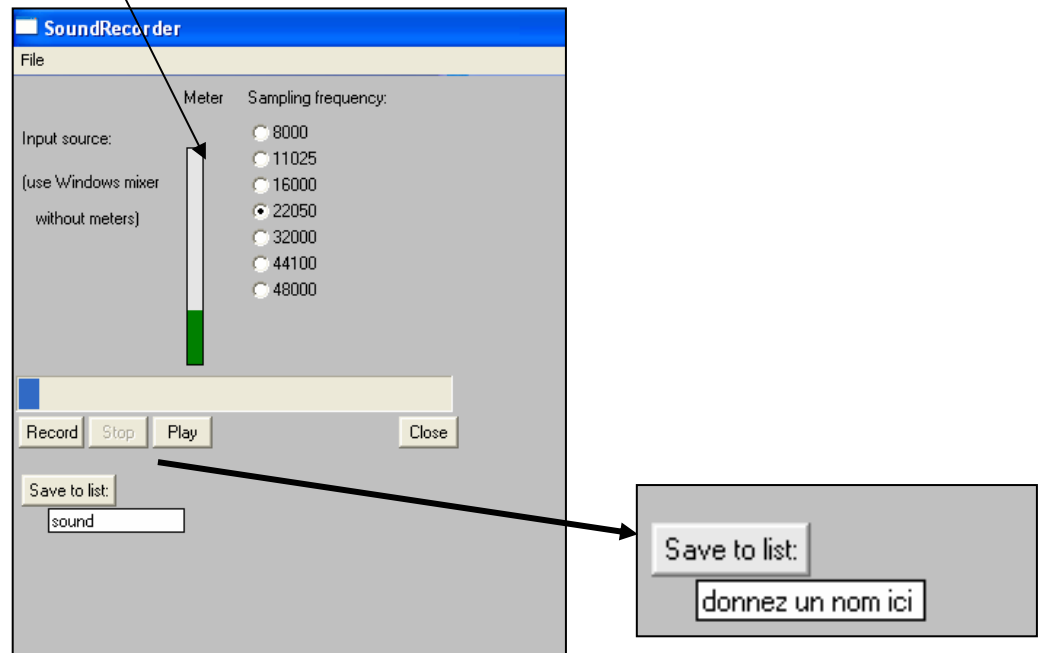 SoundRecorder
File
Meter Sampling frequency:
Input source:
(use Windows mixer
without meters)
8000
11025
16000
22050
32000
44100
48000
Record Stop Play Close
Save to list:
sound
Save to list:
donnez un nom ici